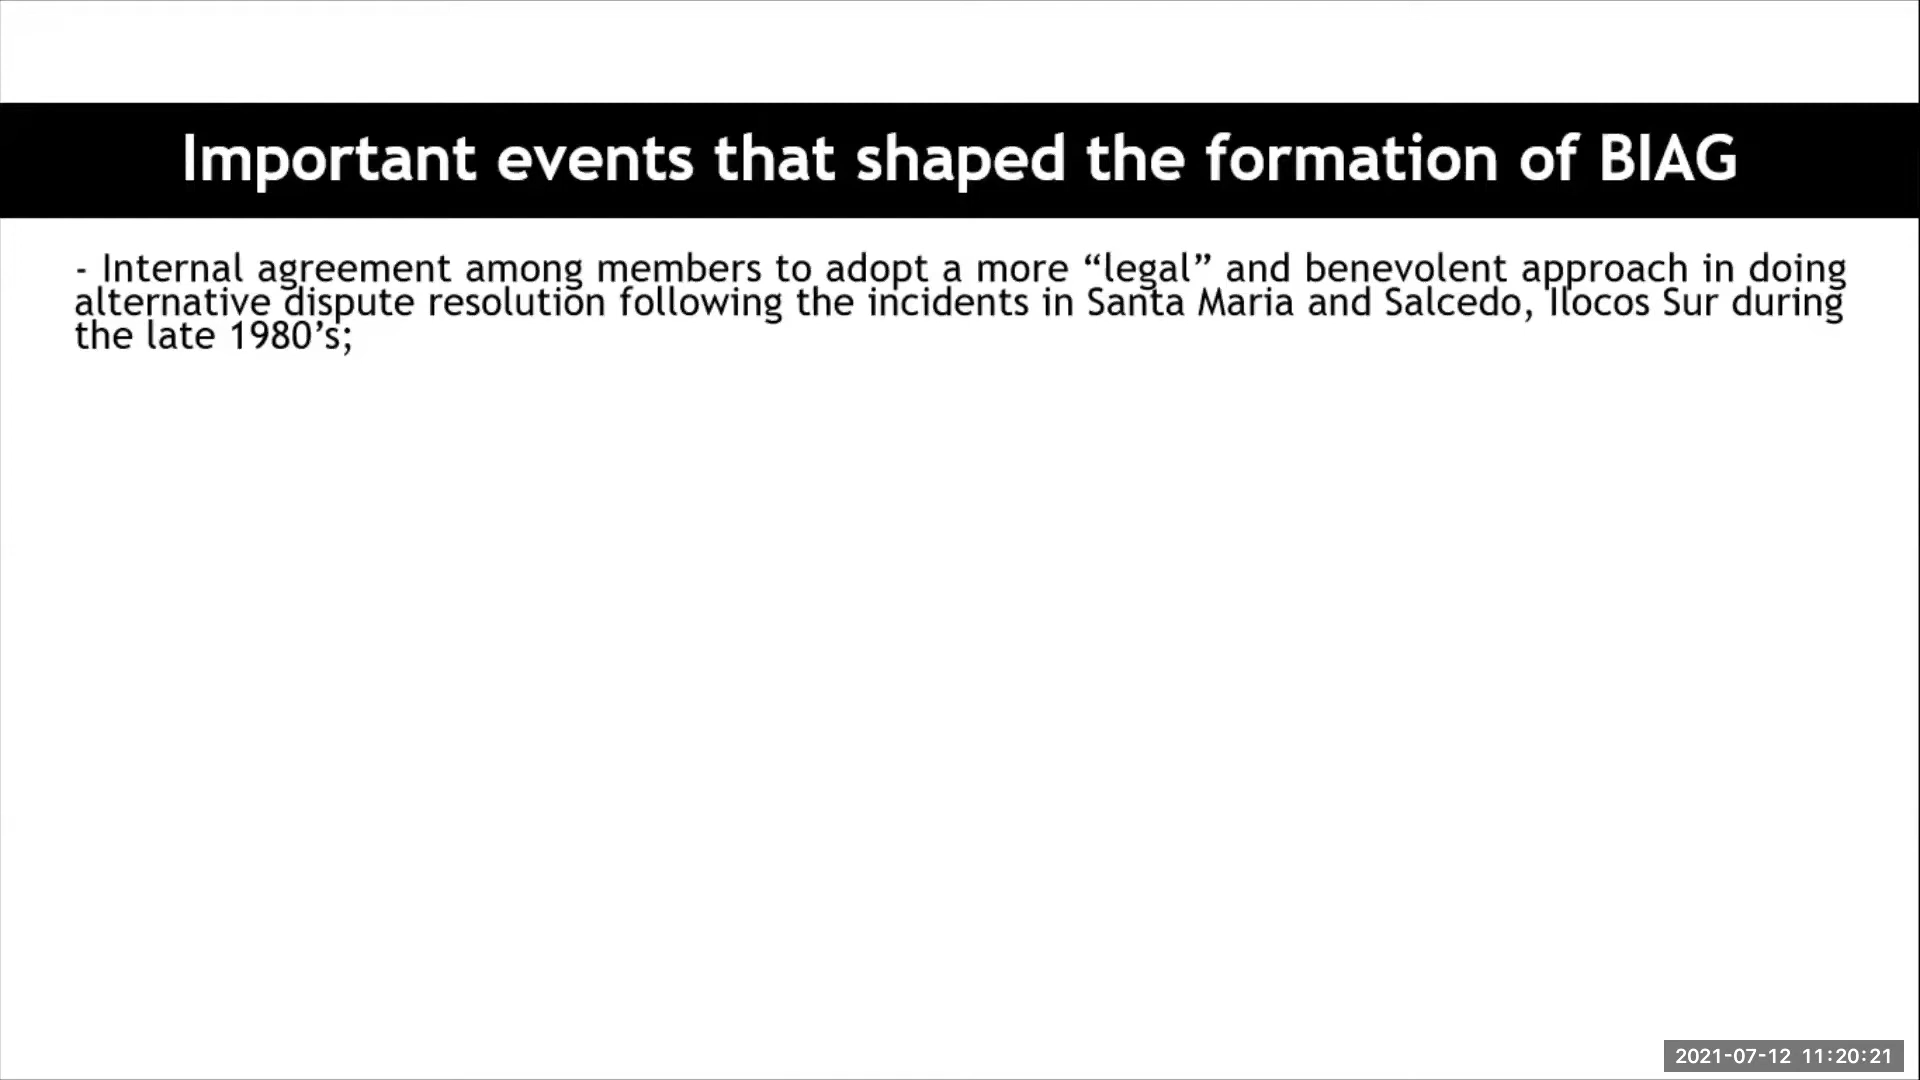 Important events that shaped the formation of BIAG
- Internal agreement among members to adopt a more “legal” and benevolent approach in doing
alternative dispute resolution following the incidents in Santa Maria and Salcedo, Ilocos Sur during
the late 1980’s;
2021-07-12 11:20:21